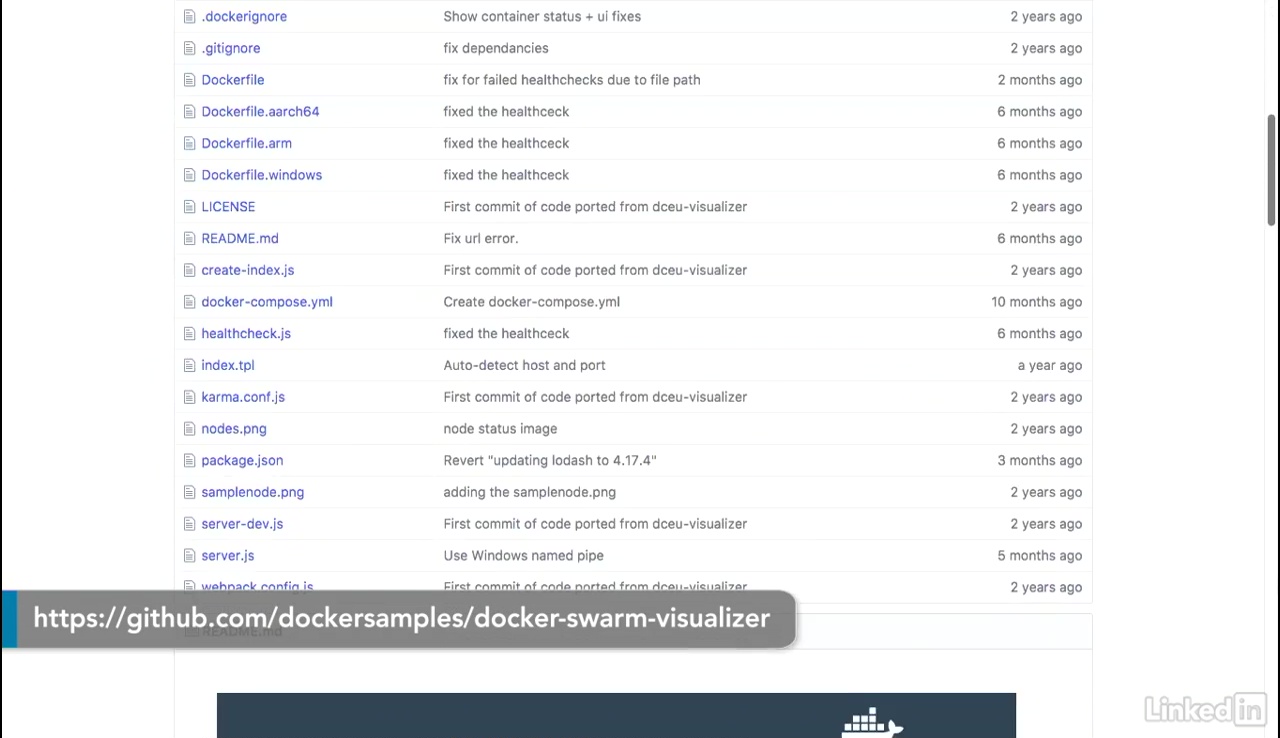 .dockerignore Show container status + ui fixes 2 years ago
.gitignore fix dependancies 2 years ago
Dockerfile fix for failed healthchecks due to file path 2 months ago
Dockerfile.aarch64 fixed the healthceck 6 months ago
Dockerfile.arm fixed the healthceck 6 months ago
Dockerfile.windows fixed the healthceck 6 months ago
LICENSE First commit of code ported from dceu-visualizer 2 years ago
README.md Fix url error. 6 months ago
create-index.js First commit of code ported from dceu-visualizer 2 years ago
docker-compose.yml Create docker-compose.yml 10 months ago
healthcheck.js fixed the healthceck 6 months ago
index.tpl Auto-detect host and port a year ago
karma.conf.js First commit of code ported from dceu-visualizer 2 years ago
nodes.png node status image 2 years ago
package.json Revert "updating lodash to 4.17.4" 3 months ago
samplenode.png adding the samplenode.png 2 years ago
server-dev.js First commit of code ported from dceu-visualizer 2 years ago
server.js Use Windows named pipe 5 months ago
webpack.config.js First commit of code ported from dceu-visualizer 2 years ago
https://github.com/dockersamples/docker-swarm-visualizer
README.md
LinkedIn